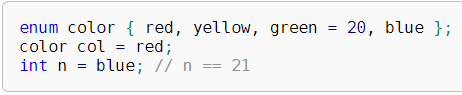 enum color { red, yellow, green = 20, blue };
color col = red;
int n = blue; // n == 21